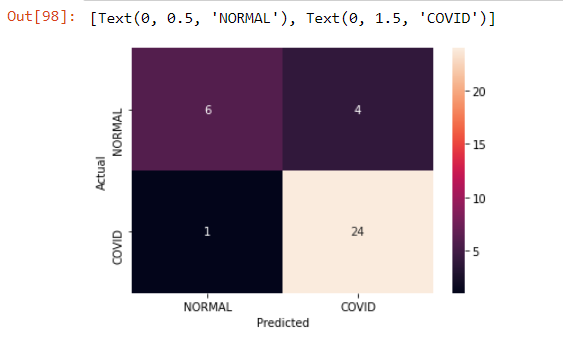 Out[98]: [Text(0, 0.5, 'NORMAL'), Text(0, 1.5, 'COVID')]
Actual
NORMAL
COVID
6
4
1
24
NORMAL
COVID
Predicted
20
15
10
5